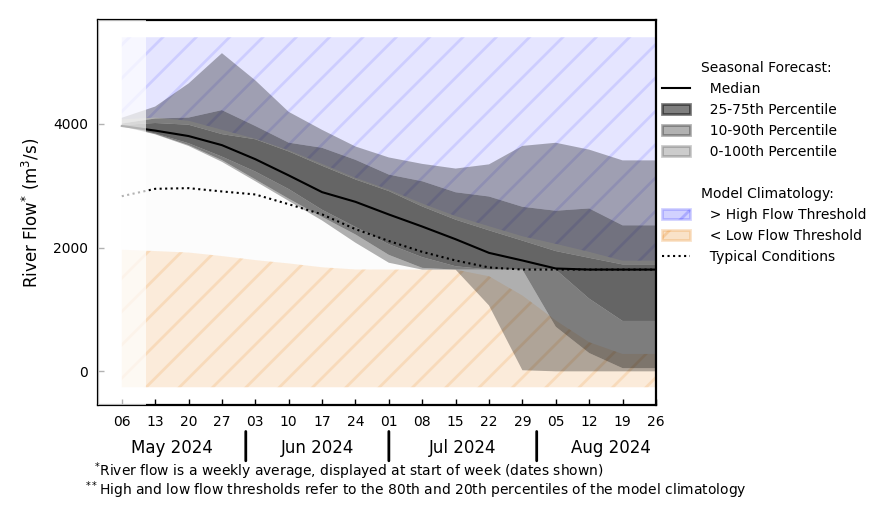 Seasonal Forecast:
Median
25-75th Percentile
10-90th Percentile
0-100th Percentile
Model Climatology:
> High Flow Threshold
< Low Flow Threshold
Typical Conditions
River Flow* (m³/s)
4000
2000
0
06 13 20 27 03 10 17 24 01 08 15 22 29 05 12 19 26
May 2024 Jun 2024 Jul 2024 Aug 2024
*River flow is a weekly average, displayed at start of week (dates shown)
**High and low flow thresholds refer to the 80th and 20th percentiles of the model climatology